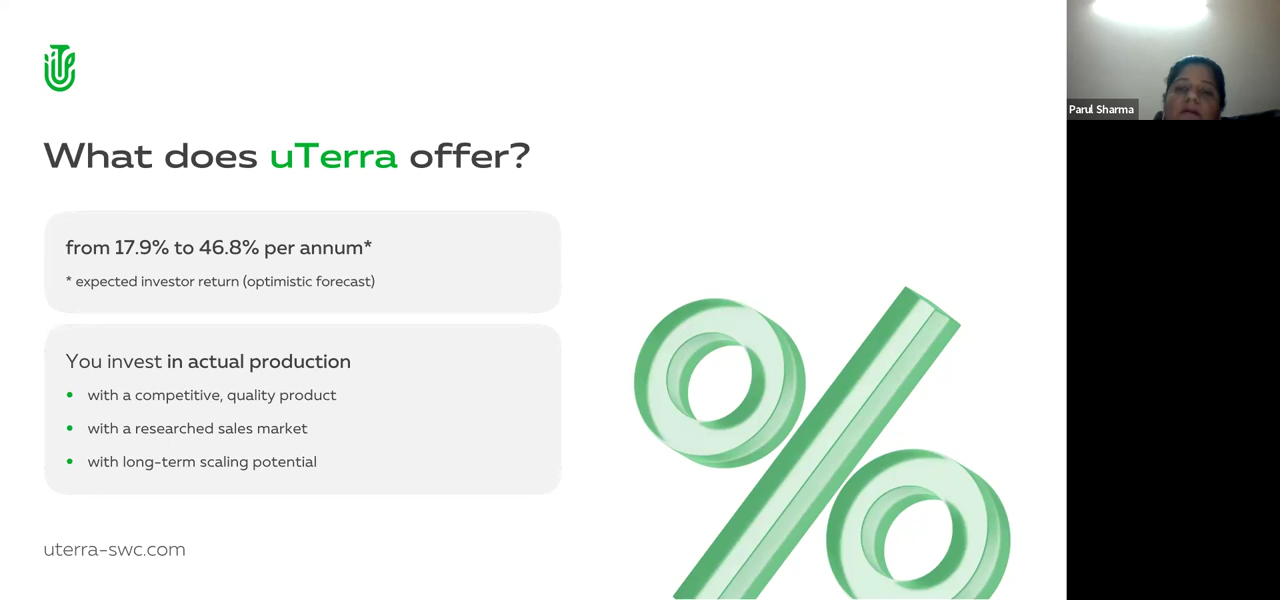 What does uTerra offer?
from 17.9% to 46.8% per annum*
* expected investor return (optimistic forecast)
You invest in actual production
• with a competitive, quality product
• with a researched sales market
• with long-term scaling potential
uterra-swc.com
Parul Sharma